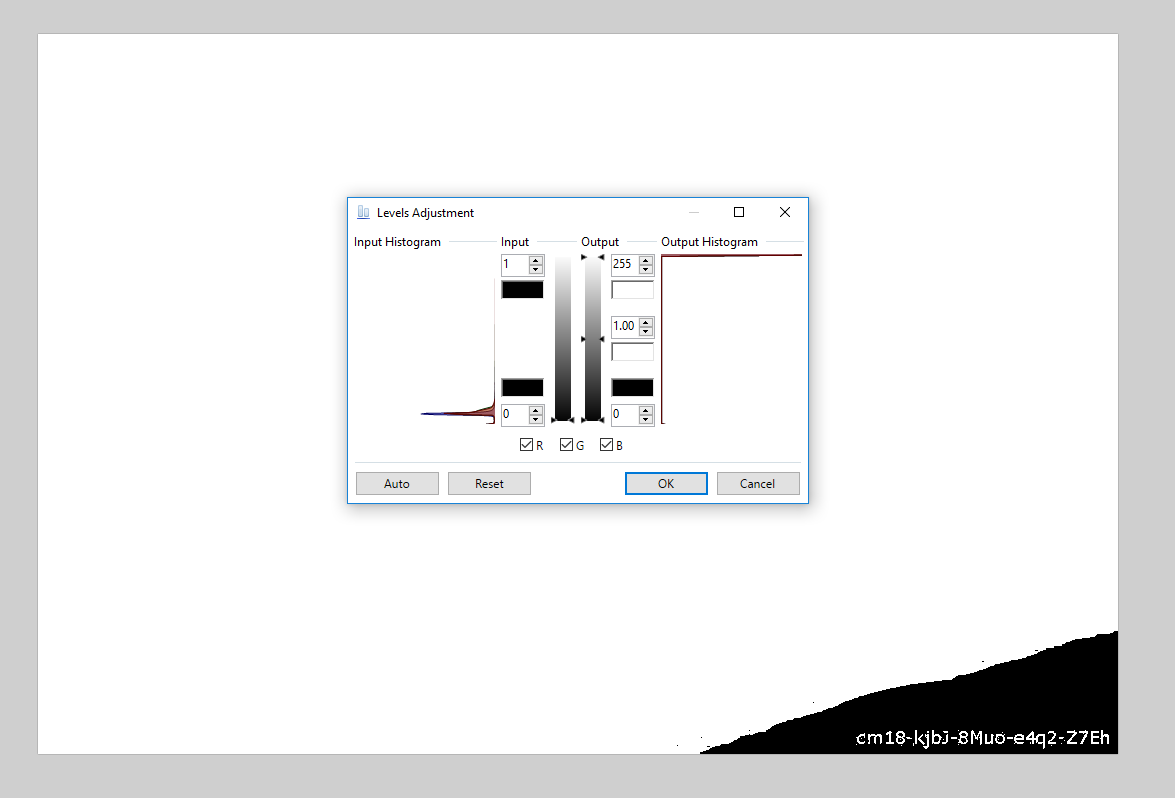 Levels Adjustment
Input Histogram Input Output Output Histogram
1 255
1.00
0 0
R G B
Auto Reset OK Cancel
cm18-kjbJ-8Muo-e4q2-Z7Eh